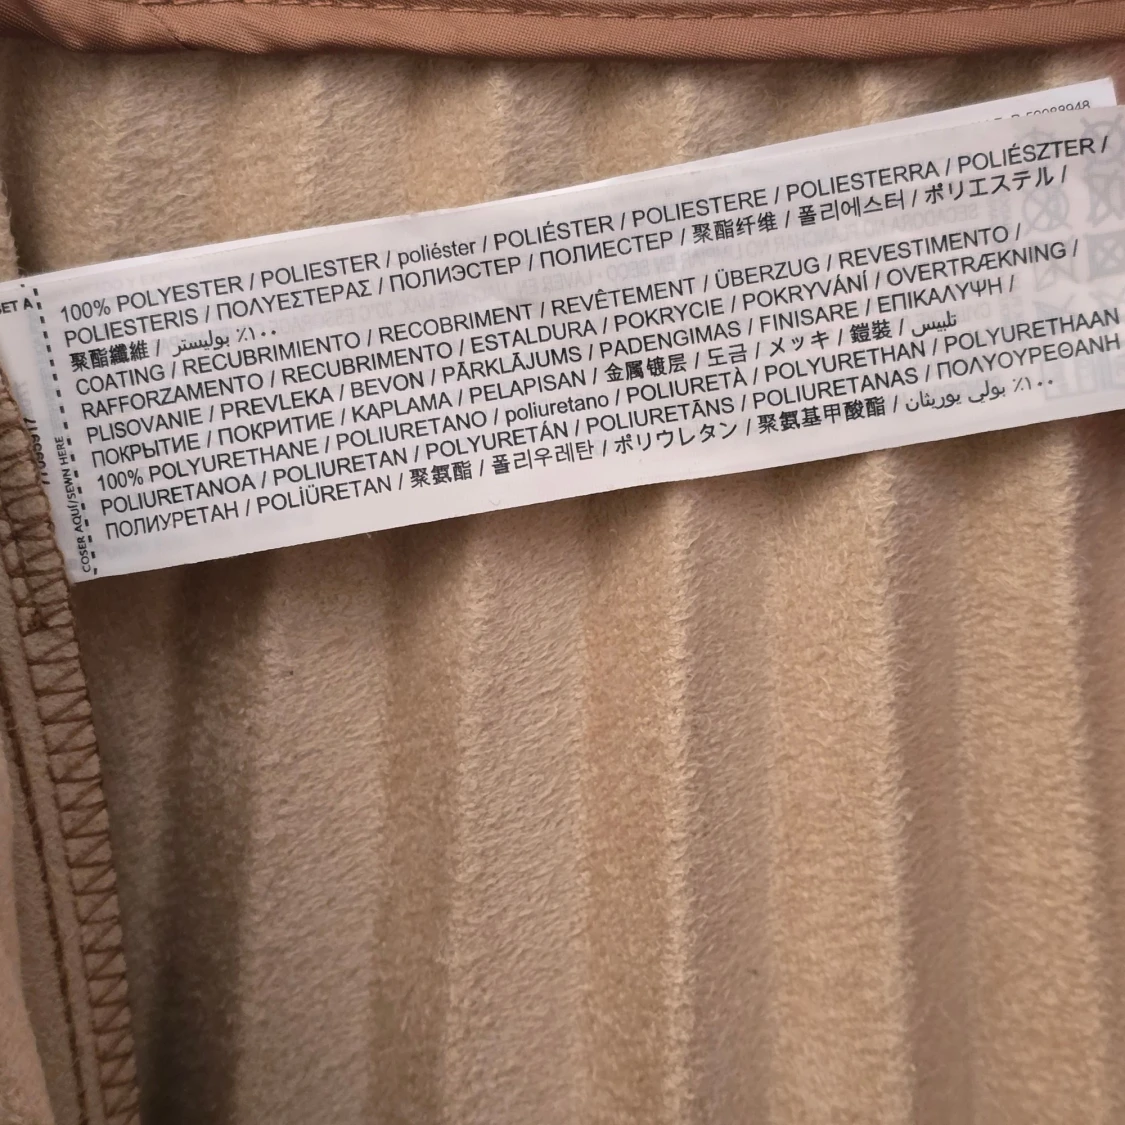 59088948
100% POLYESTER / POLIESTER / poliéster / POLIÉSTER / POLIESTERE / POLIESTERRA / POLIÉSZTER /
POLIESTERIS / ΠΟΛΥΕΣΤΕΡΑΣ / ПОЛИЭСТЕР / ПОЛИЕСТЕР / 聚酯纤维 / 폴리에스터 / ポリエステル /
聚酯纖維 / ٪١٠٠ بوليستر
COATING / RECUBRIMIENTO / RECOBRIMENT / REVÊTEMENT / ÜBERZUG / REVESTIMENTO /
RAFFORZAMENTO / RECUBRIMENTO / ESTALDURA / POKRYCIE / POKRYVÁNÍ / OVERTRÆKNING /
PLISOVANIE / PREVLEKA / BEVON / PĀRKLĀJUMS / PADENGIMAS / FINISARE / ΕΠΙΚΑΛΥΨΗ /
ПОКРЫТИЕ / ПОКРИТИЕ / KAPLAMA / PELAPISAN / 金属镀层 / 도금 / メッキ / 鎧裝 / تلبيس
100% POLYURETHANE / POLIURETANO / poliuretano / POLIURETÀ / POLYURETHAN / POLYURETHAAN
POLIURETANOA / POLIURETAN / POLYURETÁN / POLIURETĀNS / POLIURETANAS / ΠΟΛΥΟΥΡΕΘΑΝΗ
ПОЛИУРЕТАН / POLİÜRETAN / 聚氨酯 / 폴리우레탄 / ポリウレタン / 聚氨基甲酸酯 / ٪١٠٠ بولي يوريثان
COSER AQUÍ/SEWN HERE